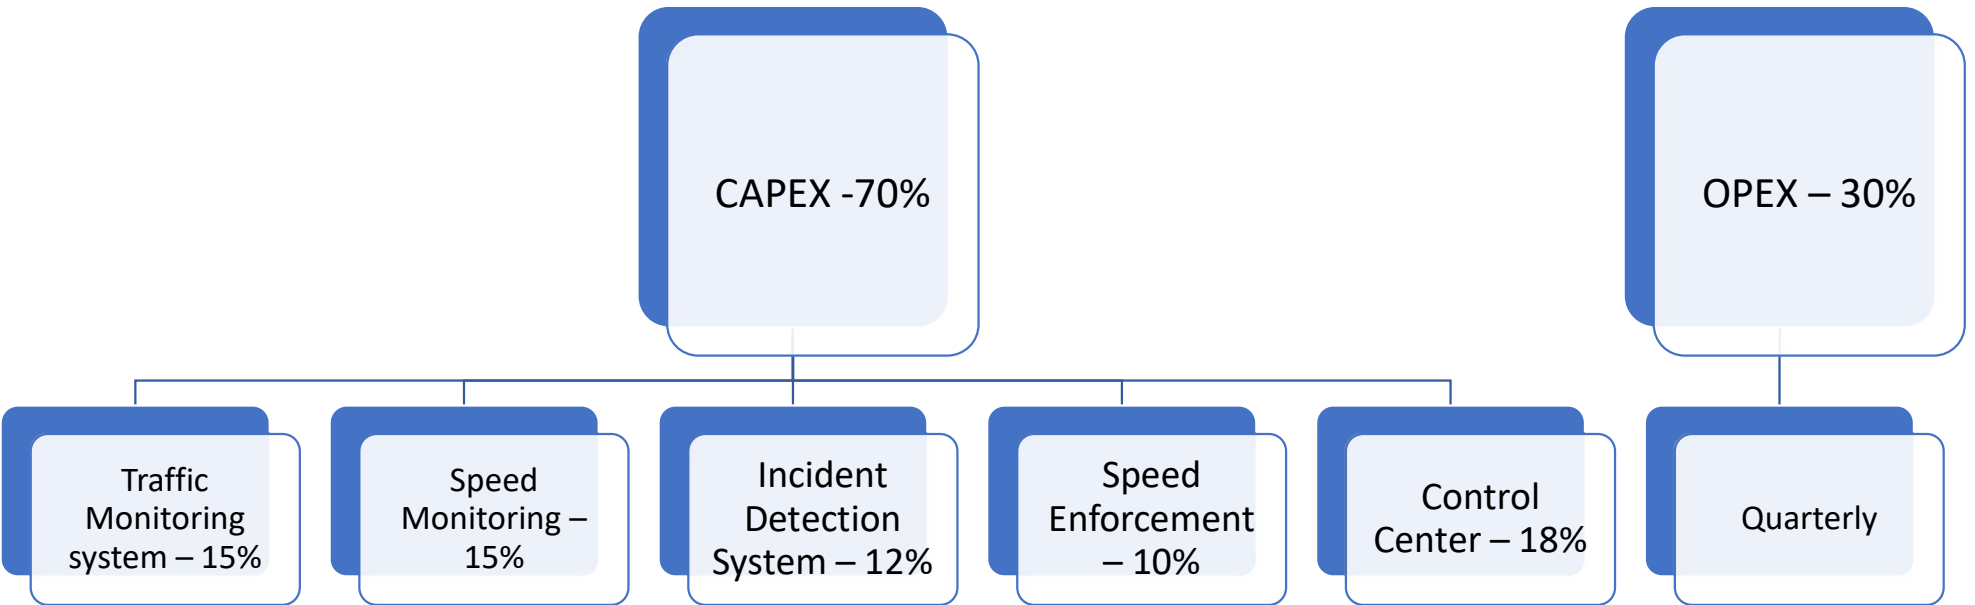 CAPEX -70%
OPEX – 30%
Traffic
Monitoring
system – 15%
Speed
Monitoring –
15%
Incident
Detection
System – 12%
Speed
Enforcement
– 10%
Control
Center – 18%
Quarterly